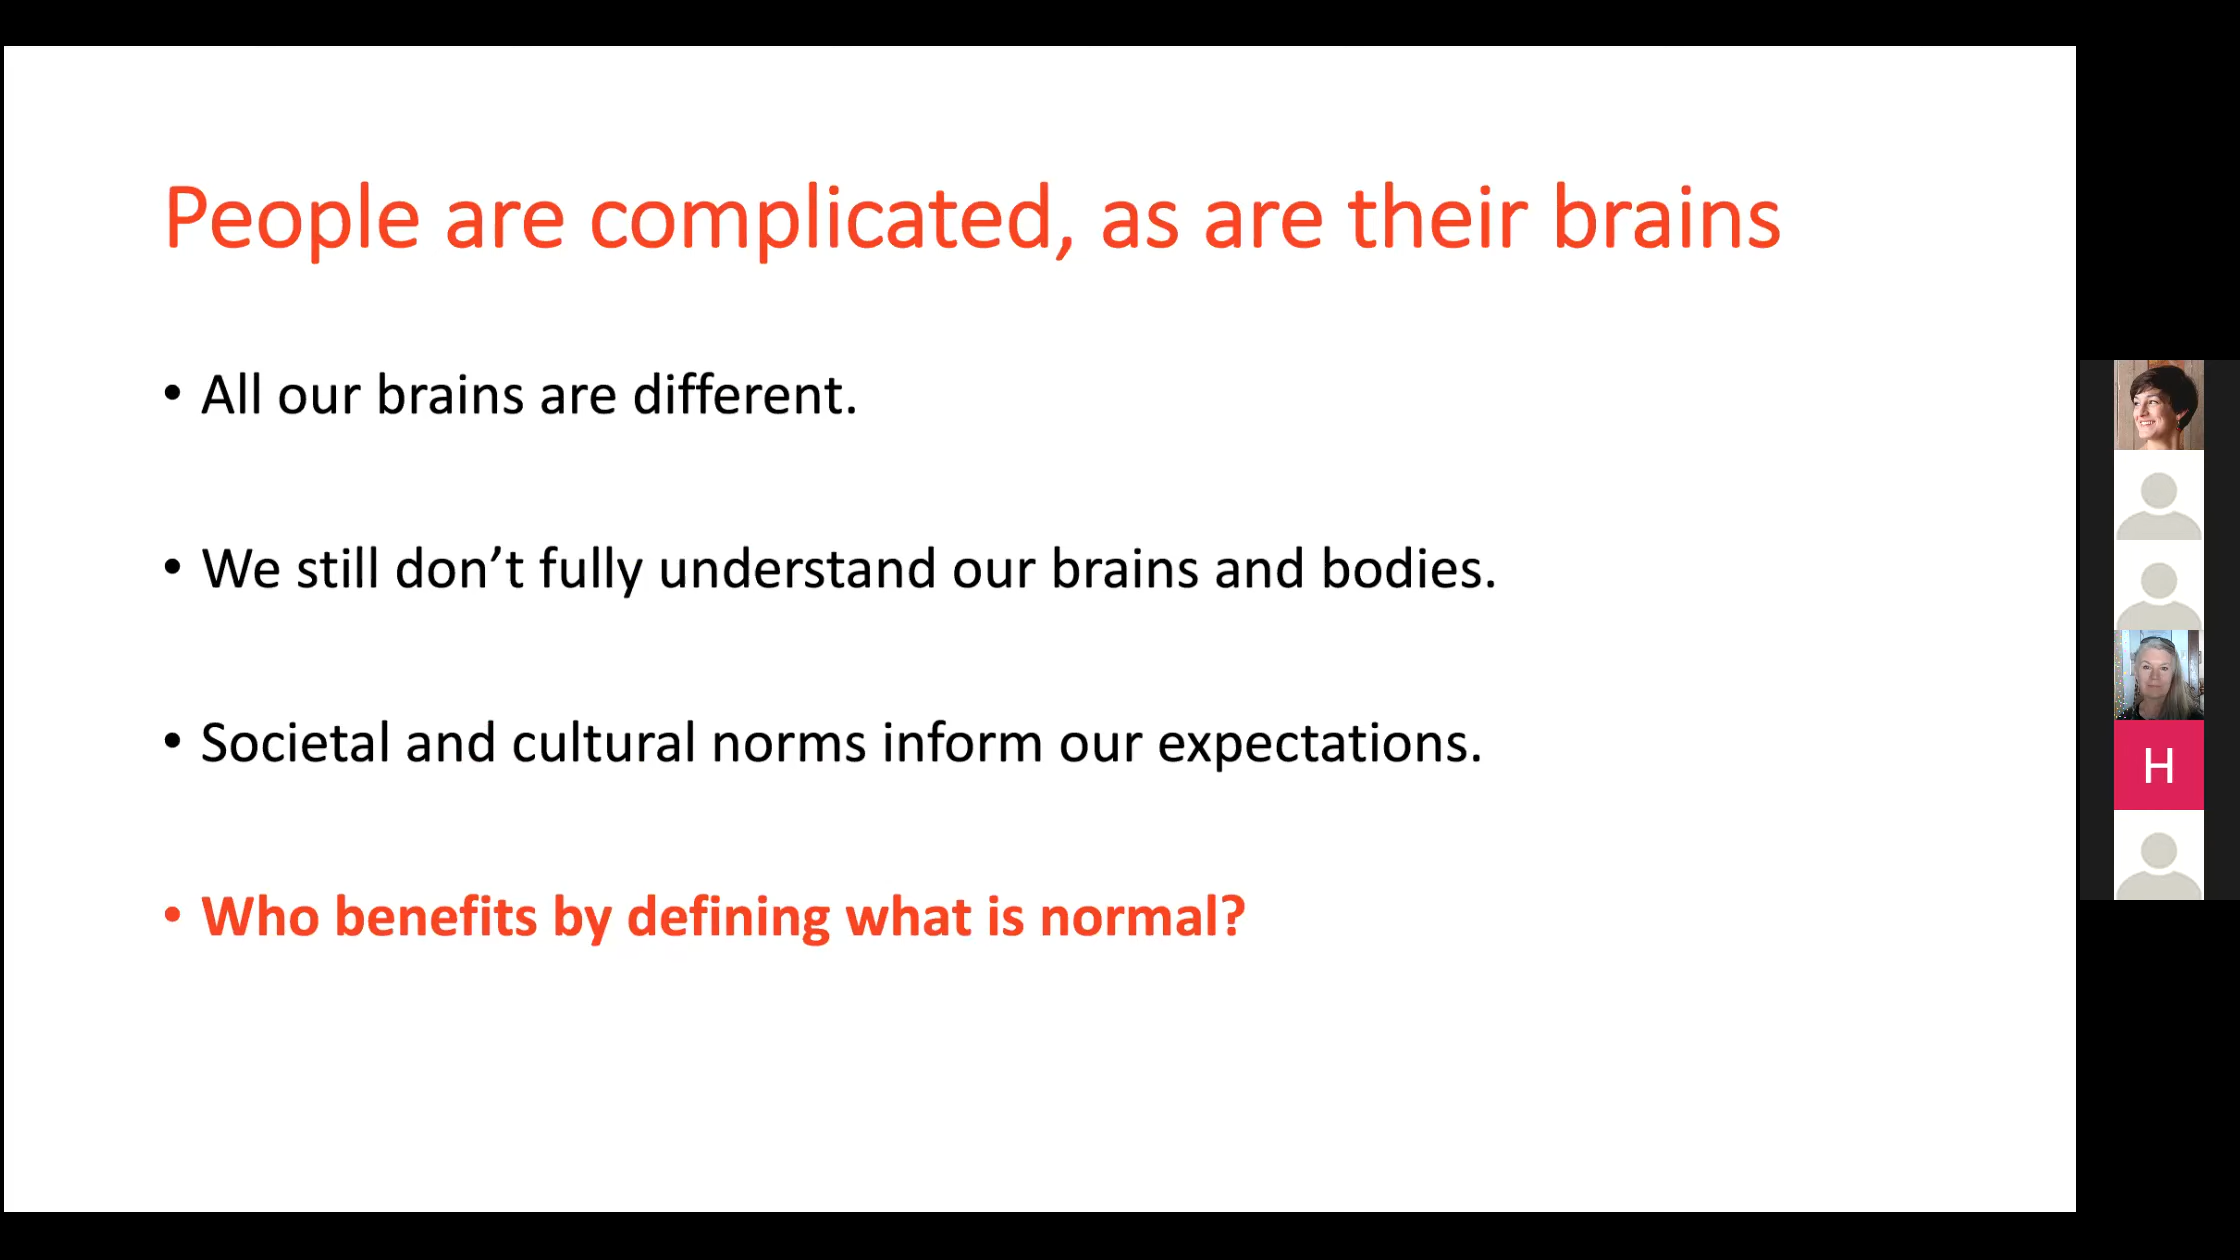 People are complicated, as are their brains
• All our brains are different.
• We still don’t fully understand our brains and bodies.
• Societal and cultural norms inform our expectations.
• Who benefits by defining what is normal?
H